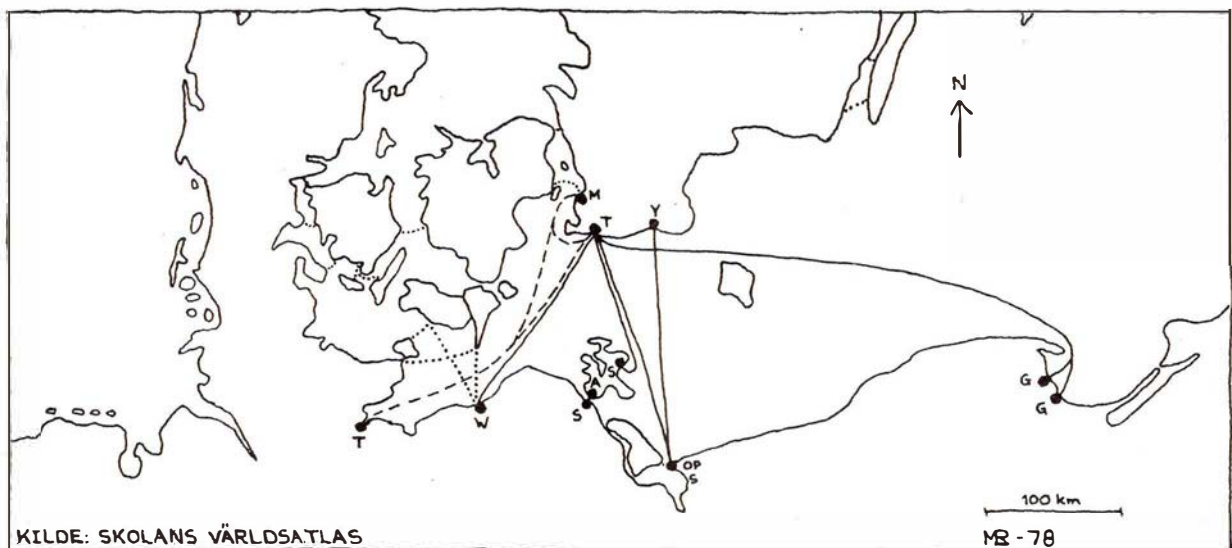 N
M
T
Y
S
A
S
G
G
T
W
OP
S
100 km
KILDE: SKOLANS VÄRLDSATLAS
MB-78